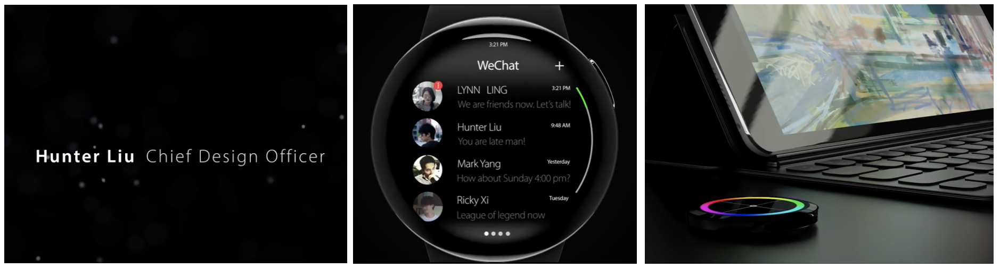 Hunter Liu Chief Design Officer
3:21 PM
WeChat +
1
LYNN LING 3:21 PM
We are friends now. Let's talk!
Hunter Liu 9:48 AM
You are late man!
Mark Yang Yesterday
How about Sunday 4:00 pm?
Ricky Xi Tuesday
League of legend now